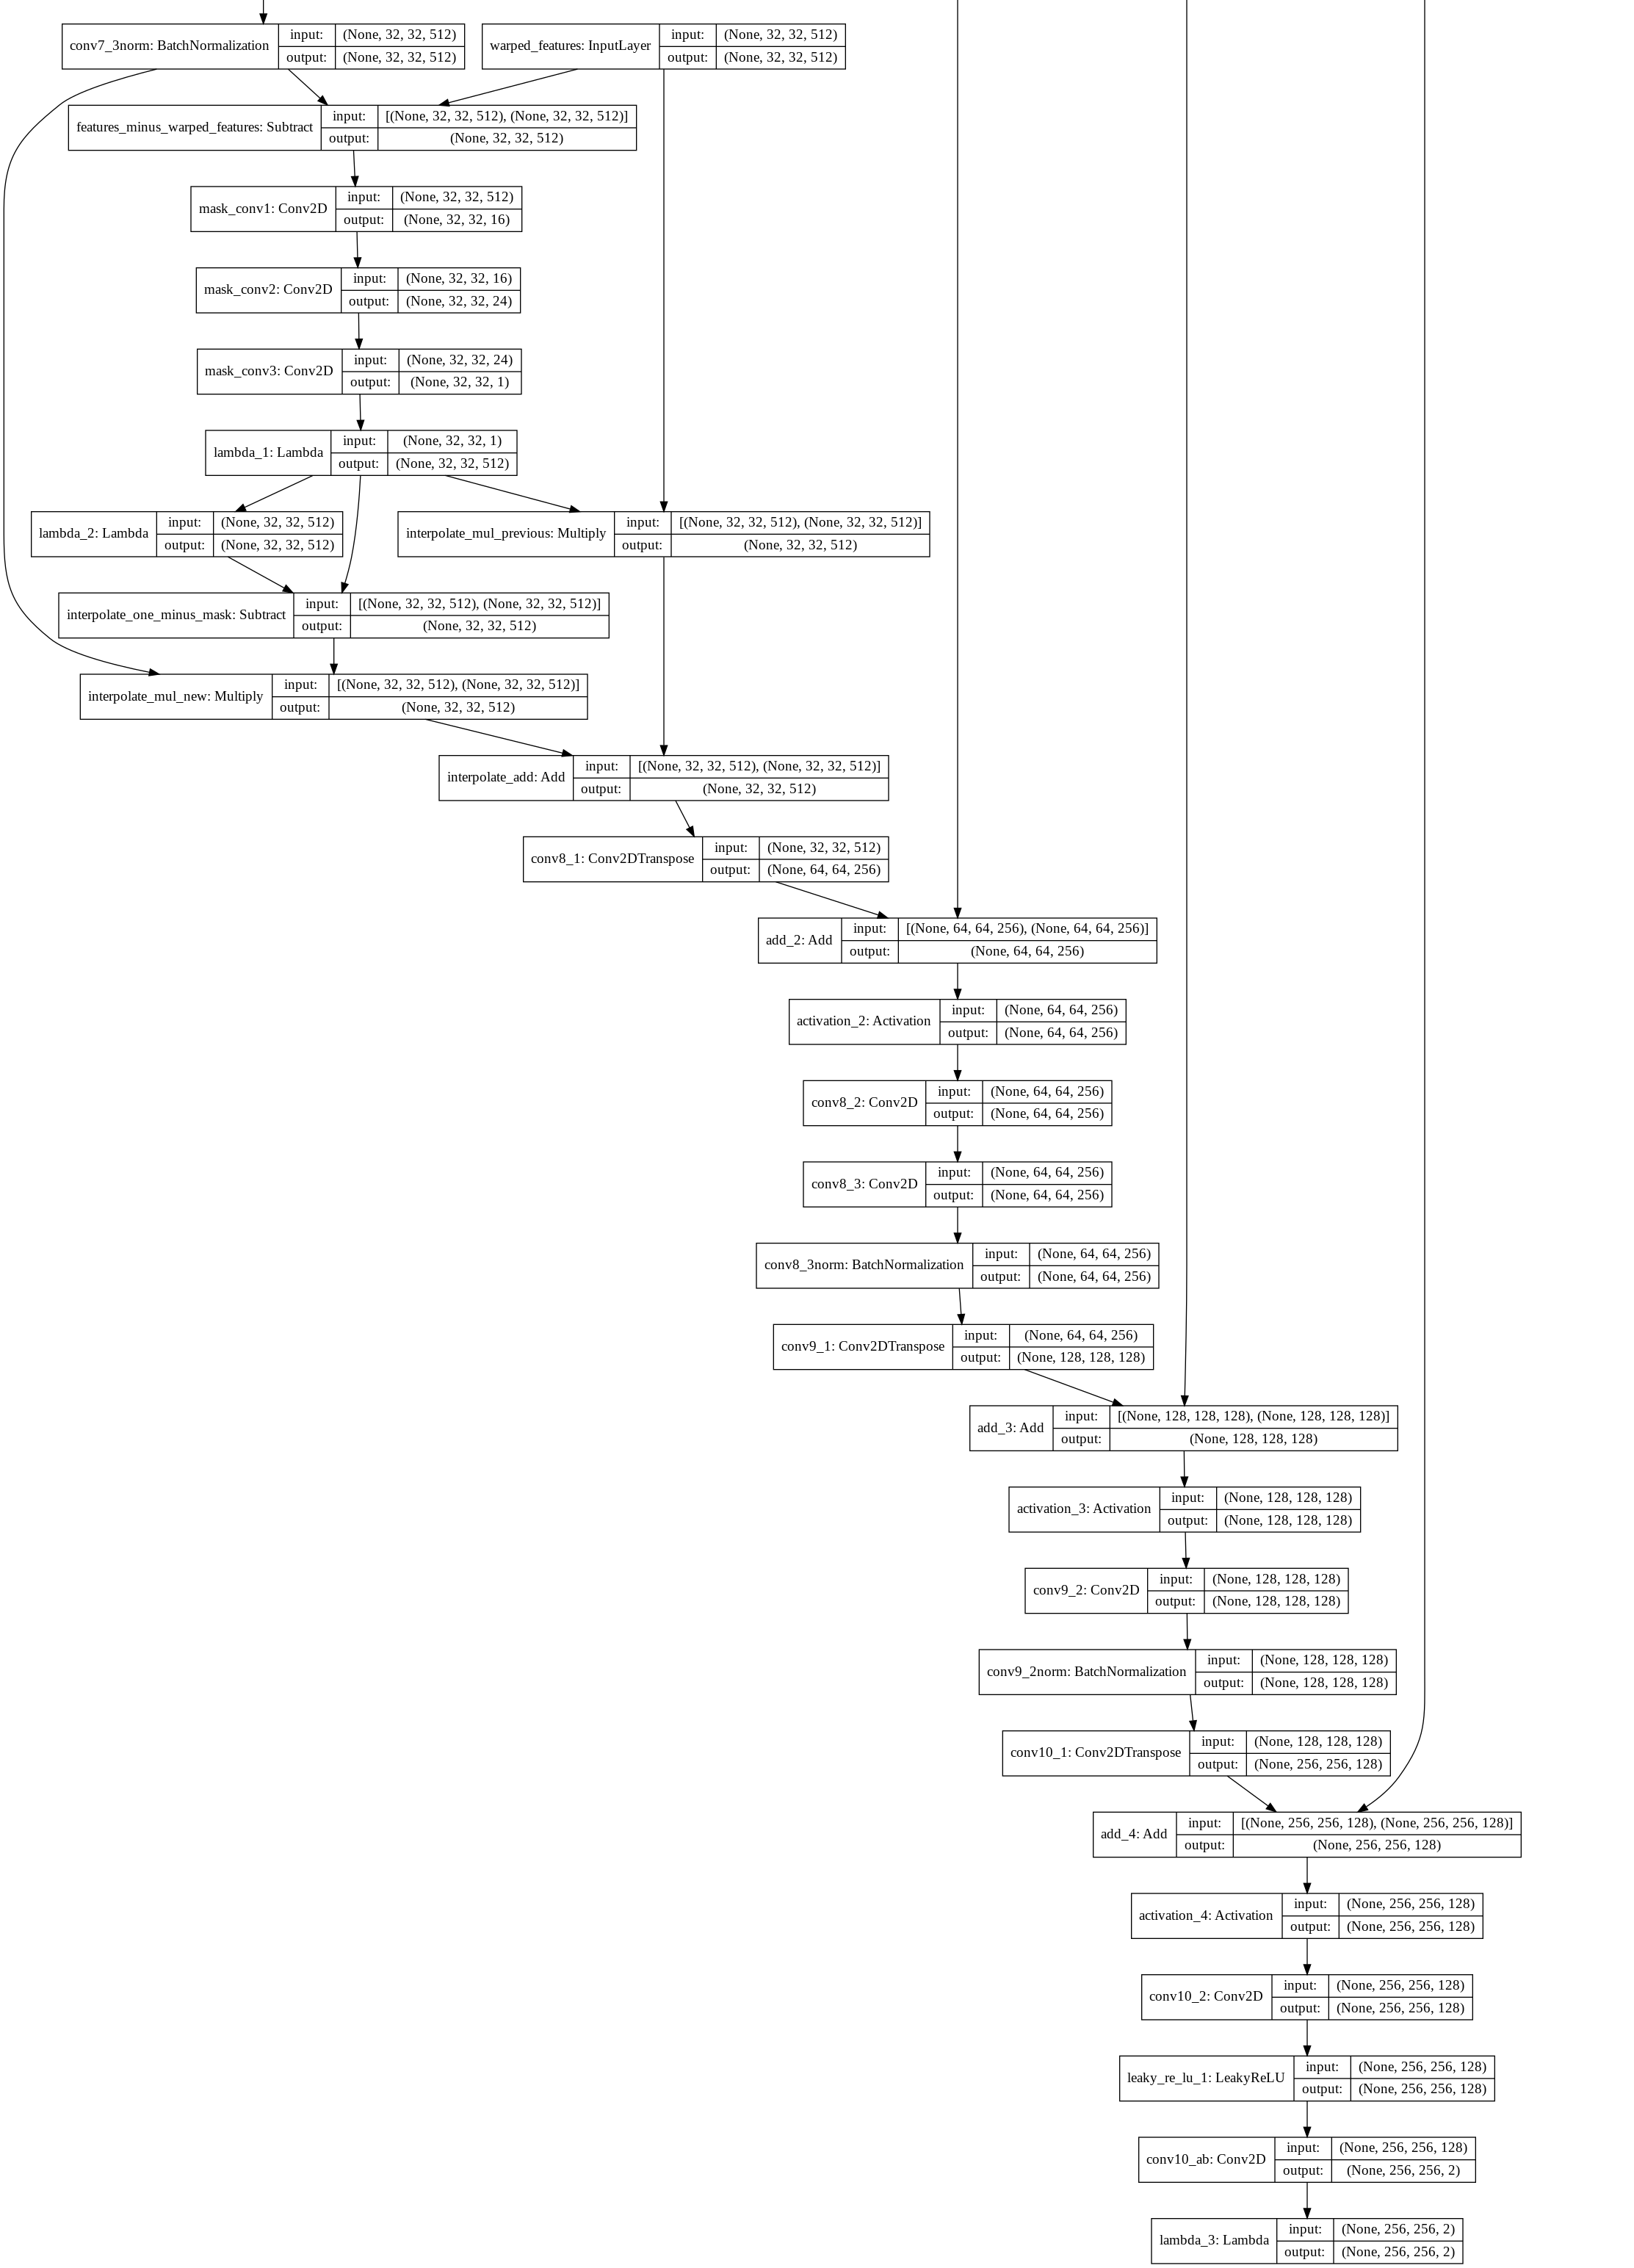 conv7_3norm: BatchNormalization input: (None, 32, 32, 512)
output: (None, 32, 32, 512)
warped_features: InputLayer input: (None, 32, 32, 512)
output: (None, 32, 32, 512)
features_minus_warped_features: Subtract input: [(None, 32, 32, 512), (None, 32, 32, 512)]
output: (None, 32, 32, 512)
mask_conv1: Conv2D input: (None, 32, 32, 512)
output: (None, 32, 32, 16)
mask_conv2: Conv2D input: (None, 32, 32, 16)
output: (None, 32, 32, 24)
mask_conv3: Conv2D input: (None, 32, 32, 24)
output: (None, 32, 32, 1)
lambda_1: Lambda input: (None, 32, 32, 1)
output: (None, 32, 32, 512)
lambda_2: Lambda input: (None, 32, 32, 512)
output: (None, 32, 32, 512)
interpolate_mul_previous: Multiply input: [(None, 32, 32, 512), (None, 32, 32, 512)]
output: (None, 32, 32, 512)
interpolate_one_minus_mask: Subtract input: [(None, 32, 32, 512), (None, 32, 32, 512)]
output: (None, 32, 32, 512)
interpolate_mul_new: Multiply input: [(None, 32, 32, 512), (None, 32, 32, 512)]
output: (None, 32, 32, 512)
interpolate_add: Add input: [(None, 32, 32, 512), (None, 32, 32, 512)]
output: (None, 32, 32, 512)
conv8_1: Conv2DTranspose input: (None, 32, 32, 512)
output: (None, 64, 64, 256)
add_2: Add input: [(None, 64, 64, 256), (None, 64, 64, 256)]
output: (None, 64, 64, 256)
activation_2: Activation input: (None, 64, 64, 256)
output: (None, 64, 64, 256)
conv8_2: Conv2D input: (None, 64, 64, 256)
output: (None, 64, 64, 256)
conv8_3: Conv2D input: (None, 64, 64, 256)
output: (None, 64, 64, 256)
conv8_3norm: BatchNormalization input: (None, 64, 64, 256)
output: (None, 64, 64, 256)
conv9_1: Conv2DTranspose input: (None, 64, 64, 256)
output: (None, 128, 128, 128)
add_3: Add input: [(None, 128, 128, 128), (None, 128, 128, 128)]
output: (None, 128, 128, 128)
activation_3: Activation input: (None, 128, 128, 128)
output: (None, 128, 128, 128)
conv9_2: Conv2D input: (None, 128, 128, 128)
output: (None, 128, 128, 128)
conv9_2norm: BatchNormalization input: (None, 128, 128, 128)
output: (None, 128, 128, 128)
conv10_1: Conv2DTranspose input: (None, 128, 128, 128)
output: (None, 256, 256, 128)
add_4: Add input: [(None, 256, 256, 128), (None, 256, 256, 128)]
output: (None, 256, 256, 128)
activation_4: Activation input: (None, 256, 256, 128)
output: (None, 256, 256, 128)
conv10_2: Conv2D input: (None, 256, 256, 128)
output: (None, 256, 256, 128)
leaky_re_lu_1: LeakyReLU input: (None, 256, 256, 128)
output: (None, 256, 256, 128)
conv10_ab: Conv2D input: (None, 256, 256, 128)
output: (None, 256, 256, 2)
lambda_3: Lambda input: (None, 256, 256, 2)
output: (None, 256, 256, 2)